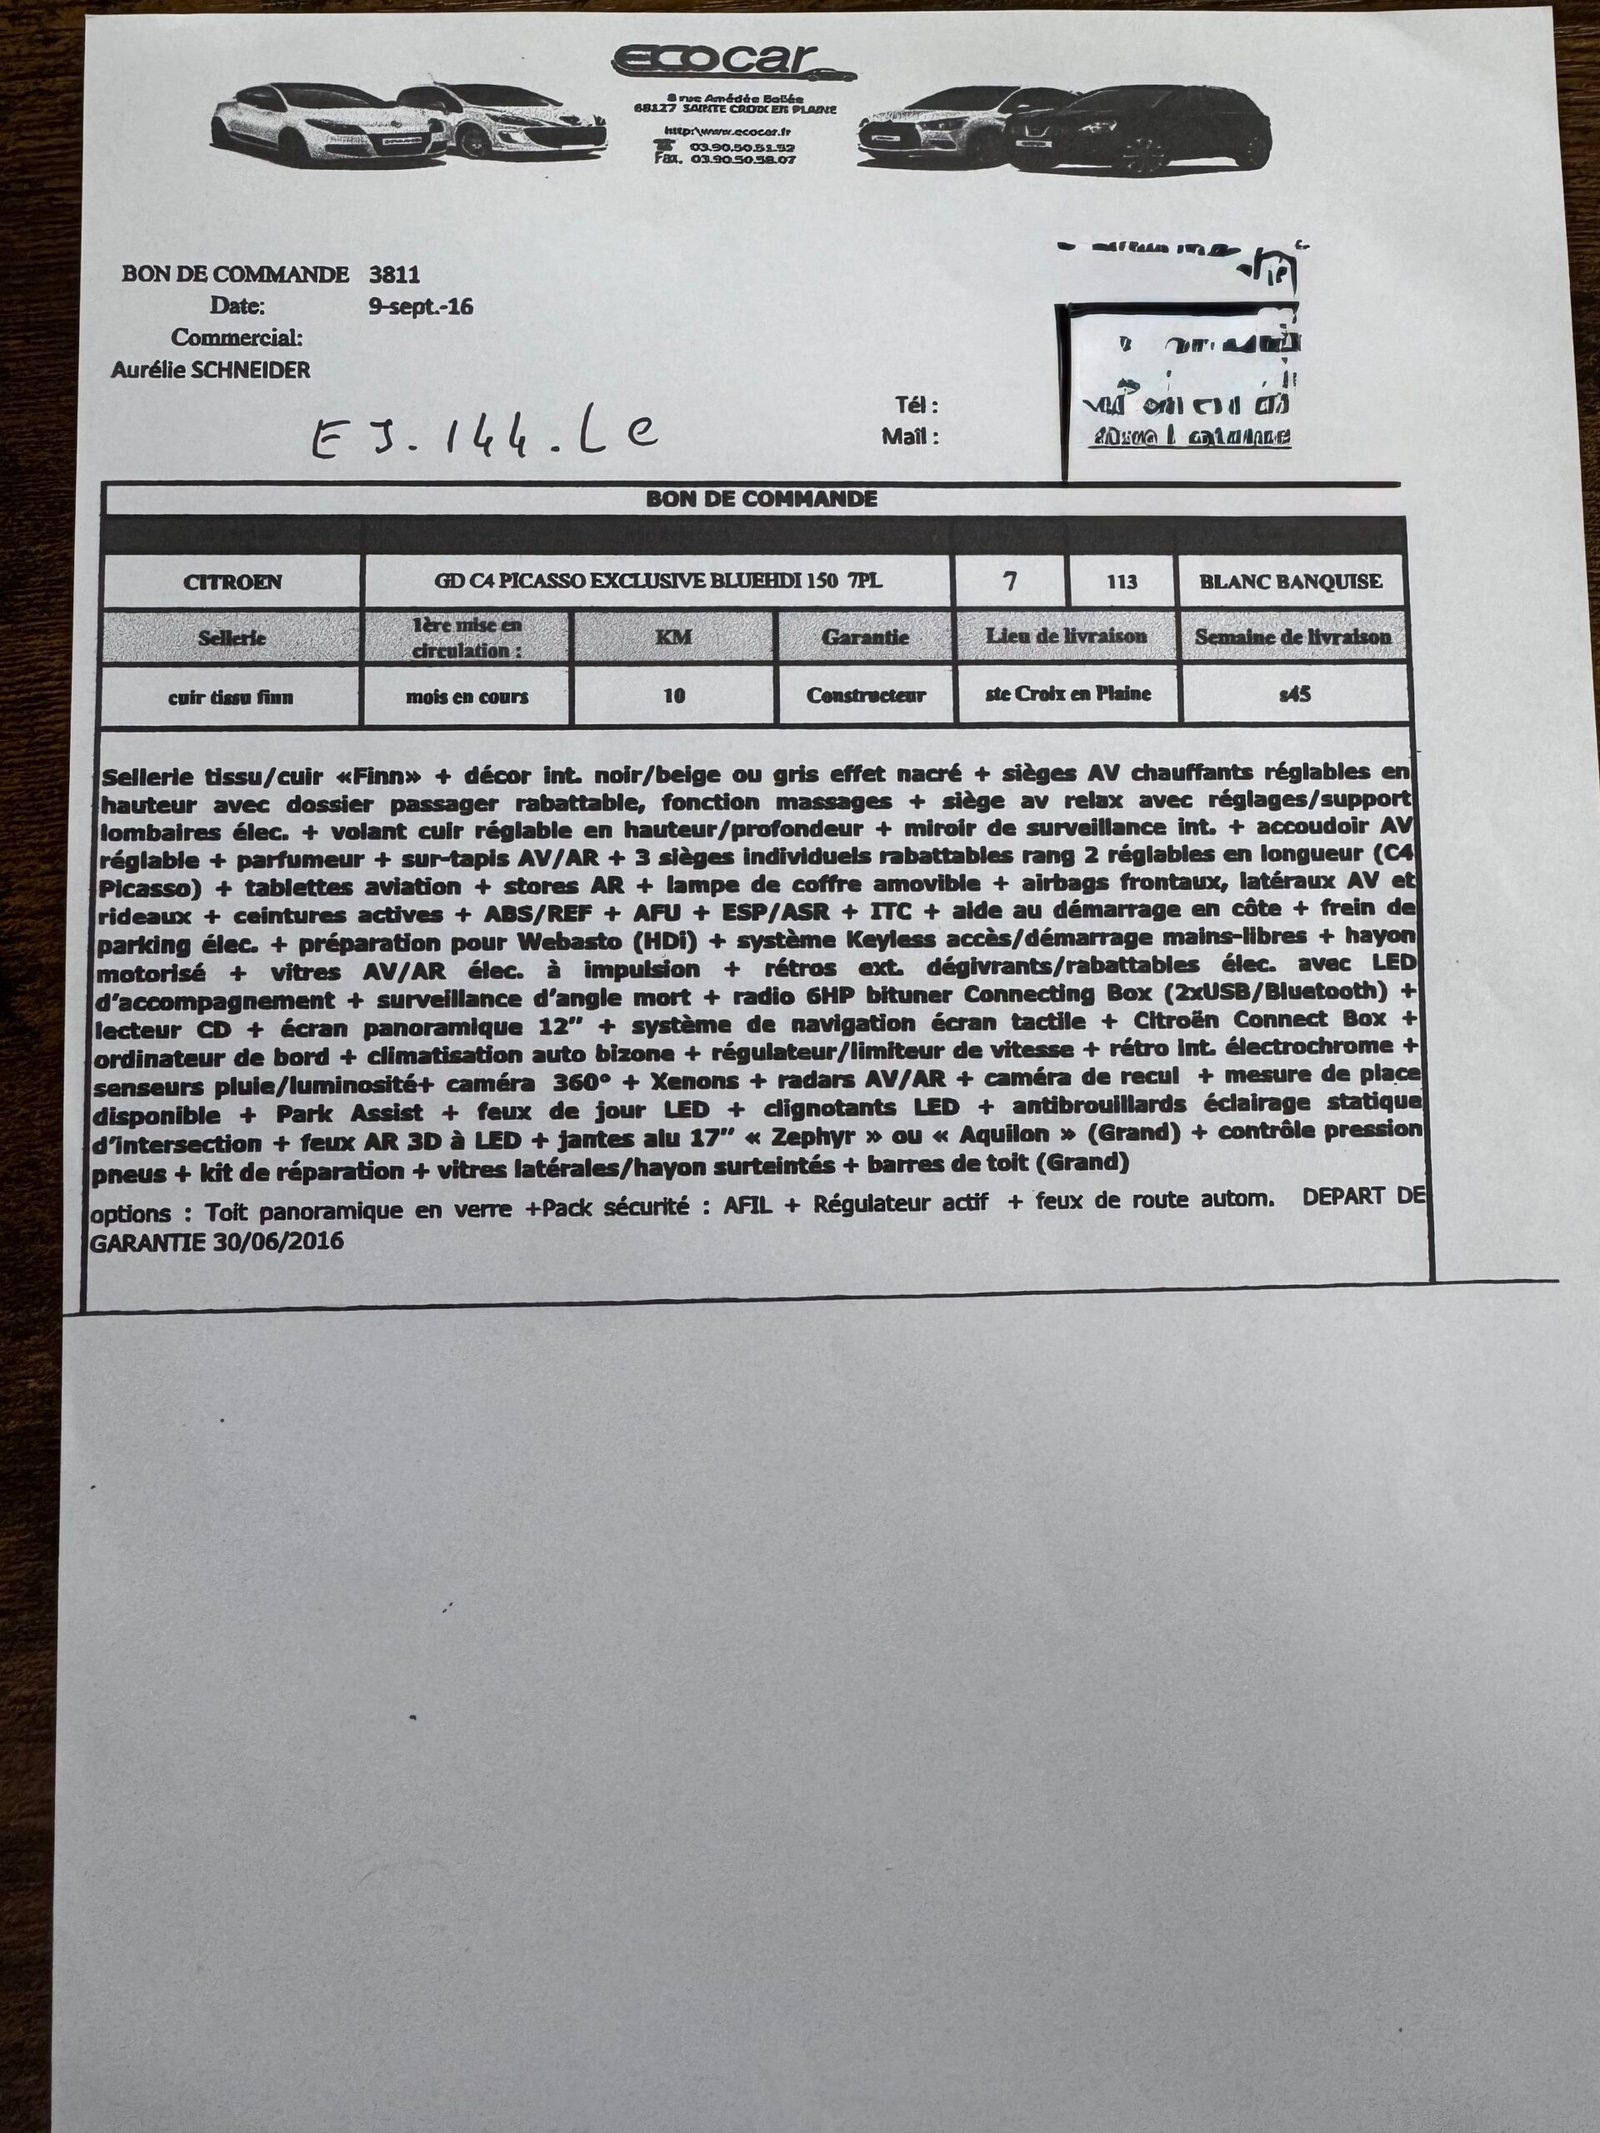 ecocar
8 rue Amédée Bollée
68127 SAINTE CROIX EN PLAINE
http:\www.ecocar.fr
☎ 03.90.50.51.52
Fax. 03.90.50.58.07
BON DE COMMANDE 3811
Date: 9-sept.-16
Commercial:
Aurélie SCHNEIDER
Tél :
Mail :
EJ.144.LC
BON DE COMMANDE
CITROEN GD C4 PICASSO EXCLUSIVE BLUEHDI 150 7PL 7 113 BLANC BANQUISE
Sellerie 1ère mise en circulation : KM Garantie Lieu de livraison Semaine de livraison
cuir tissu finn mois en cours 10 Constructeur ste Croix en Plaine s45
Sellerie tissu/cuir «Finn» + décor int. noir/beige ou gris effet nacré + sièges AV chauffants réglables en
hauteur avec dossier passager rabattable, fonction massages + siège av relax avec réglages/support
lombaires élec. + volant cuir réglable en hauteur/profondeur + miroir de surveillance int. + accoudoir AV
réglable + parfumeur + sur-tapis AV/AR + 3 sièges individuels rabattables rang 2 réglables en longueur (C4
Picasso) + tablettes aviation + stores AR + lampe de coffre amovible + airbags frontaux, latéraux AV et
rideaux + ceintures actives + ABS/REF + AFU + ESP/ASR + ITC + aide au démarrage en côte + frein de
parking élec. + préparation pour Webasto (HDi) + système Keyless accès/démarrage mains-libres + hayon
motorisé + vitres AV/AR élec. à impulsion + rétros ext. dégivrants/rabattables élec. avec LED
d'accompagnement + surveillance d'angle mort + radio 6HP bituner Connecting Box (2xUSB/Bluetooth) +
lecteur CD + écran panoramique 12" + système de navigation écran tactile + Citroën Connect Box +
ordinateur de bord + climatisation auto bizone + régulateur/limiteur de vitesse + rétro int. électrochrome +
senseurs pluie/luminosité+ caméra 360° + Xenons + radars AV/AR + caméra de recul + mesure de place
disponible + Park Assist + feux de jour LED + clignotants LED + antibrouillards éclairage statique
d'intersection + feux AR 3D à LED + jantes alu 17" « Zephyr » ou « Aquilon » (Grand) + contrôle pression
pneus + kit de réparation + vitres latérales/hayon surteintés + barres de toit (Grand)
options : Toit panoramique en verre +Pack sécurité : AFIL + Régulateur actif + feux de route autom. DEPART DE
GARANTIE 30/06/2016